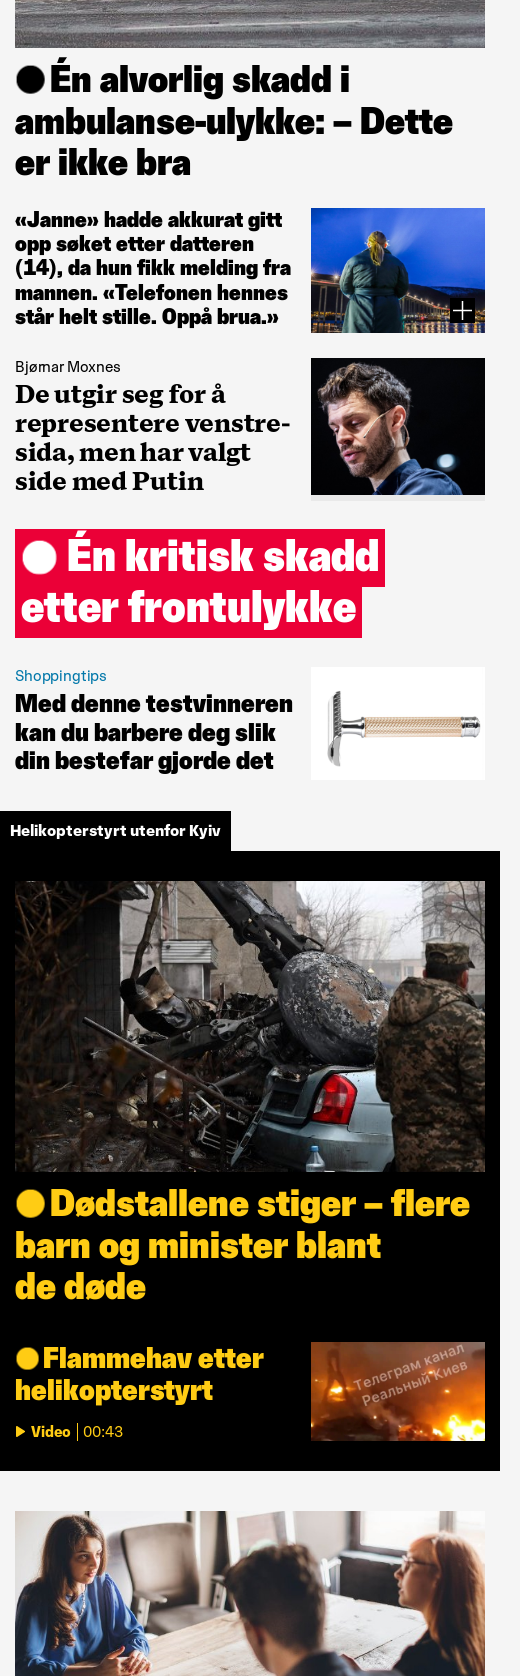 Én alvorlig skadd i
ambulanse-ulykke: – Dette
er ikke bra
«Janne» hadde akkurat gitt
opp søket etter datteren
(14), da hun fikk melding fra
mannen. «Telefonen hennes
står helt stille. Oppå brua.»
Bjørnar Moxnes
De utgir seg for å
representere venstre-
sida, men har valgt
side med Putin
Én kritisk skadd
etter frontulykke
Shoppingtips
Med denne testvinneren
kan du barbere deg slik
din bestefar gjorde det
Helikopterstyrt utenfor Kyiv
Dødstallene stiger – flere
barn og minister blant
de døde
Flammehav etter
helikopterstyrt
Телеграм канал
Реальный Киев
Video | 00:43